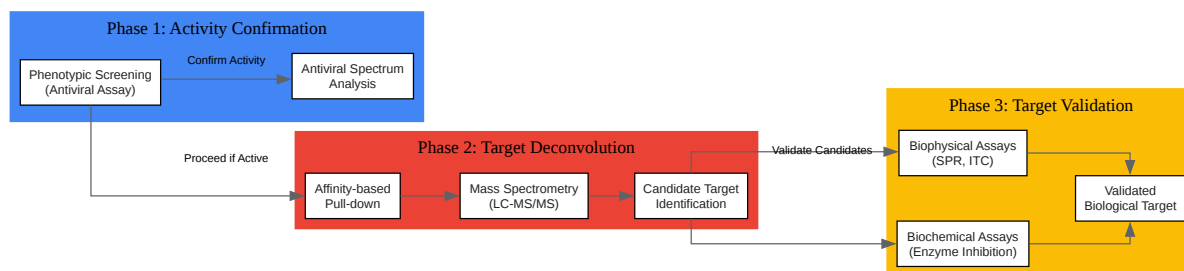 Phase 1: Activity Confirmation
Phenotypic Screening
(Antiviral Assay)
Confirm Activity
Antiviral Spectrum
Analysis
Proceed if Active
Phase 2: Target Deconvolution
Affinity-based
Pull-down
Mass Spectrometry
(LC-MS/MS)
Candidate Target
Identification
Validate Candidates
Phase 3: Target Validation
Biophysical Assays
(SPR, ITC)
Biochemical Assays
(Enzyme Inhibition)
Validated
Biological Target